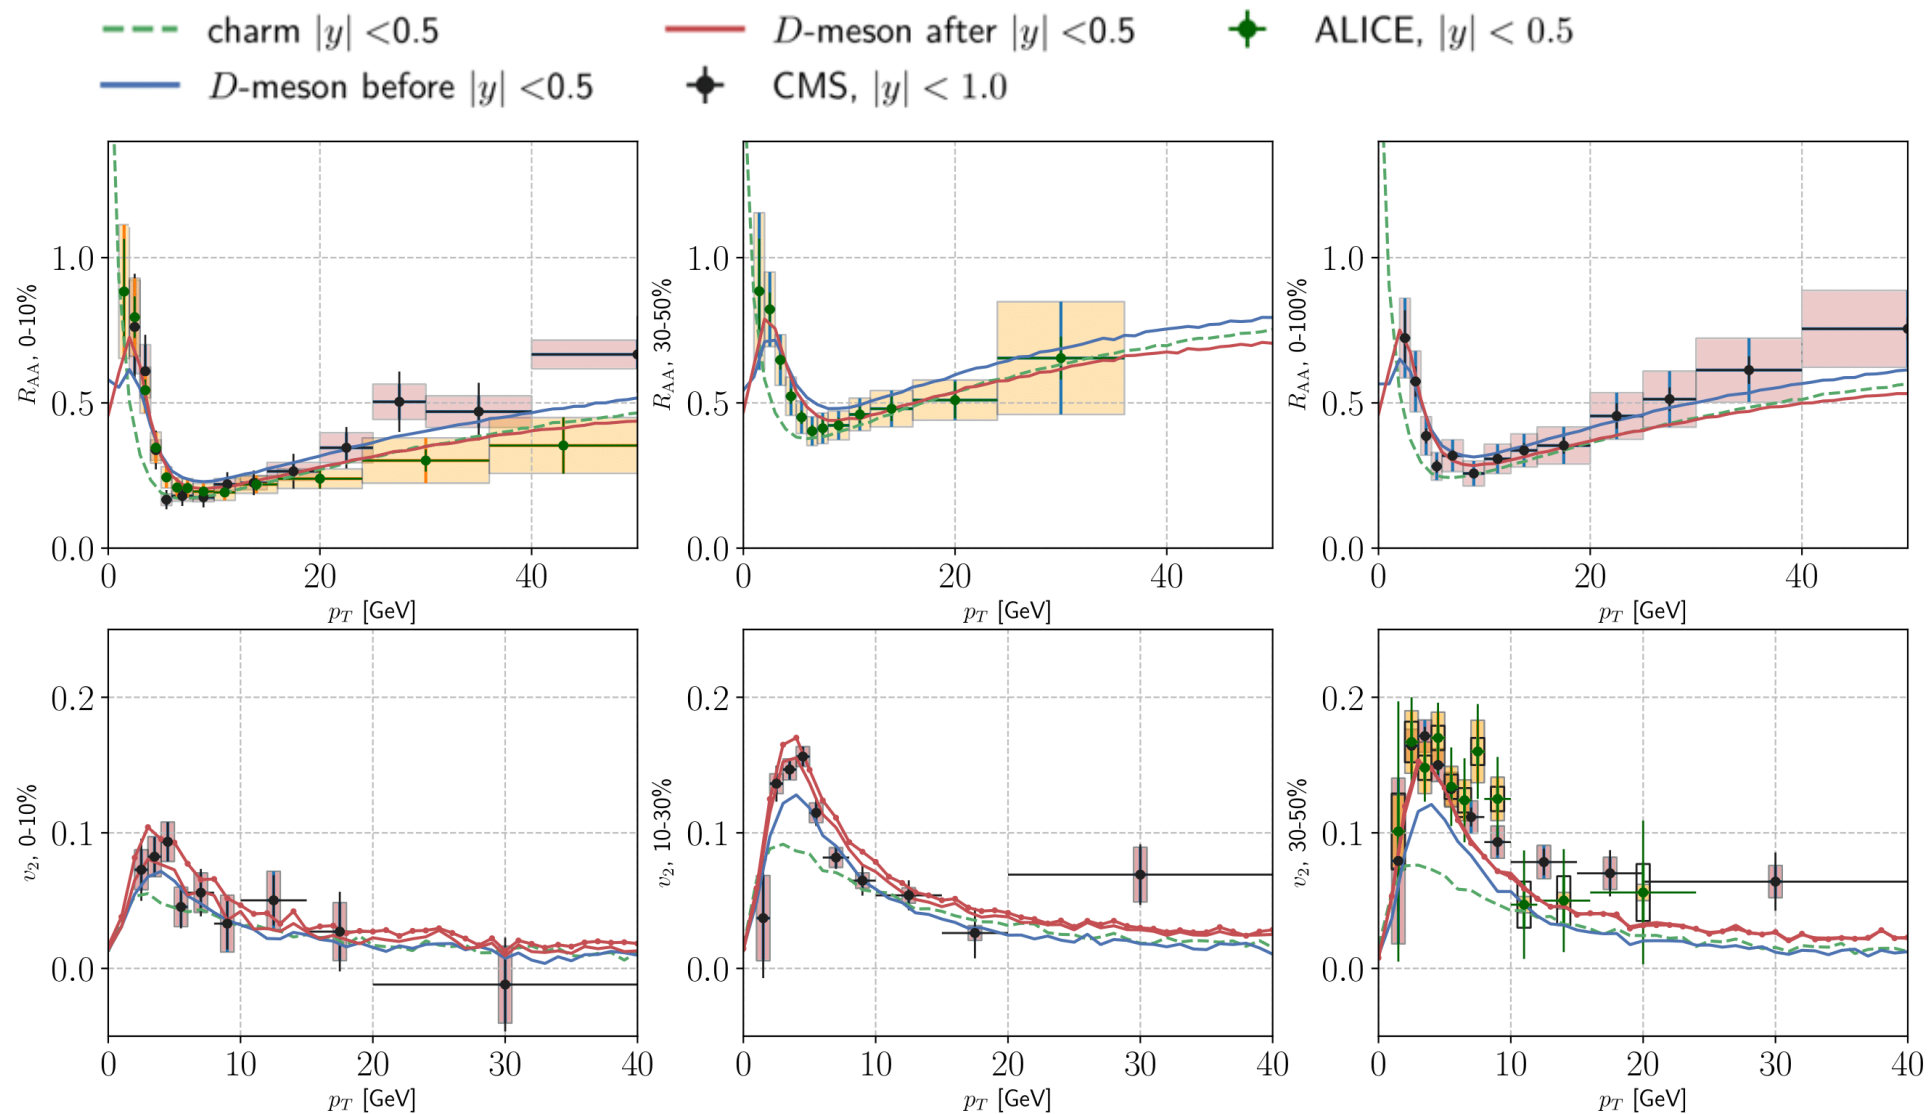 charm |y| <0.5
D-meson after |y| <0.5
ALICE, |y| < 0.5
D-meson before |y| <0.5
CMS, |y| < 1.0
R_AA, 0-10%
1.0
0.5
0.0
0 20 40
p_T [GeV]
R_AA, 30-50%
1.0
0.5
0.0
0 20 40
p_T [GeV]
R_AA, 0-100%
1.0
0.5
0.0
0 20 40
p_T [GeV]
v_2, 0-10%
0.2
0.1
0.0
0 10 20 30 40
p_T [GeV]
v_2, 10-30%
0.2
0.1
0.0
0 10 20 30 40
p_T [GeV]
v_2, 30-50%
0.2
0.1
0.0
0 10 20 30 40
p_T [GeV]